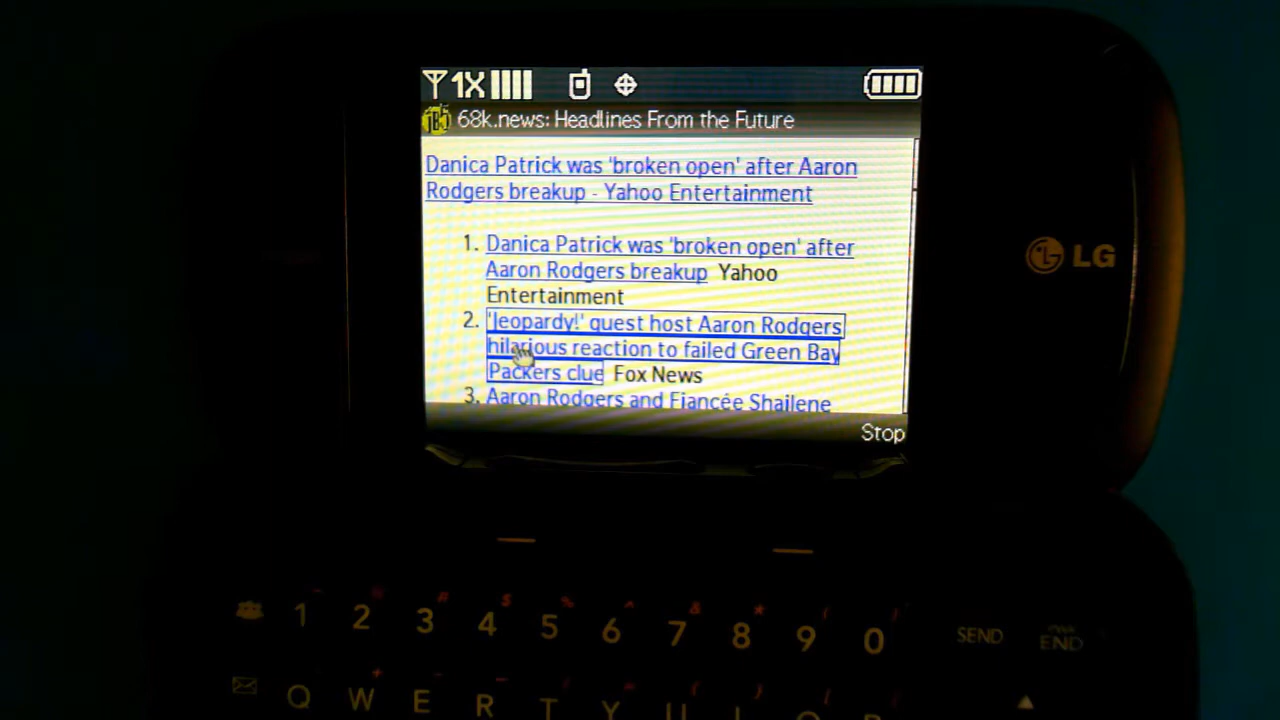 1X
68k.news: Headlines From the Future
Danica Patrick was 'broken open' after Aaron
Rodgers breakup - Yahoo Entertainment
1. Danica Patrick was 'broken open' after
Aaron Rodgers breakup Yahoo
Entertainment
2. 'Jeopardy!' guest host Aaron Rodgers
hilarious reaction to failed Green Bay
Packers clue Fox News
3. Aaron Rodgers and Fiancée Shailene
Stop
LG
1 2 3 4 5 6 7 8 9 0 SEND END
Q W E R T Y U I O P